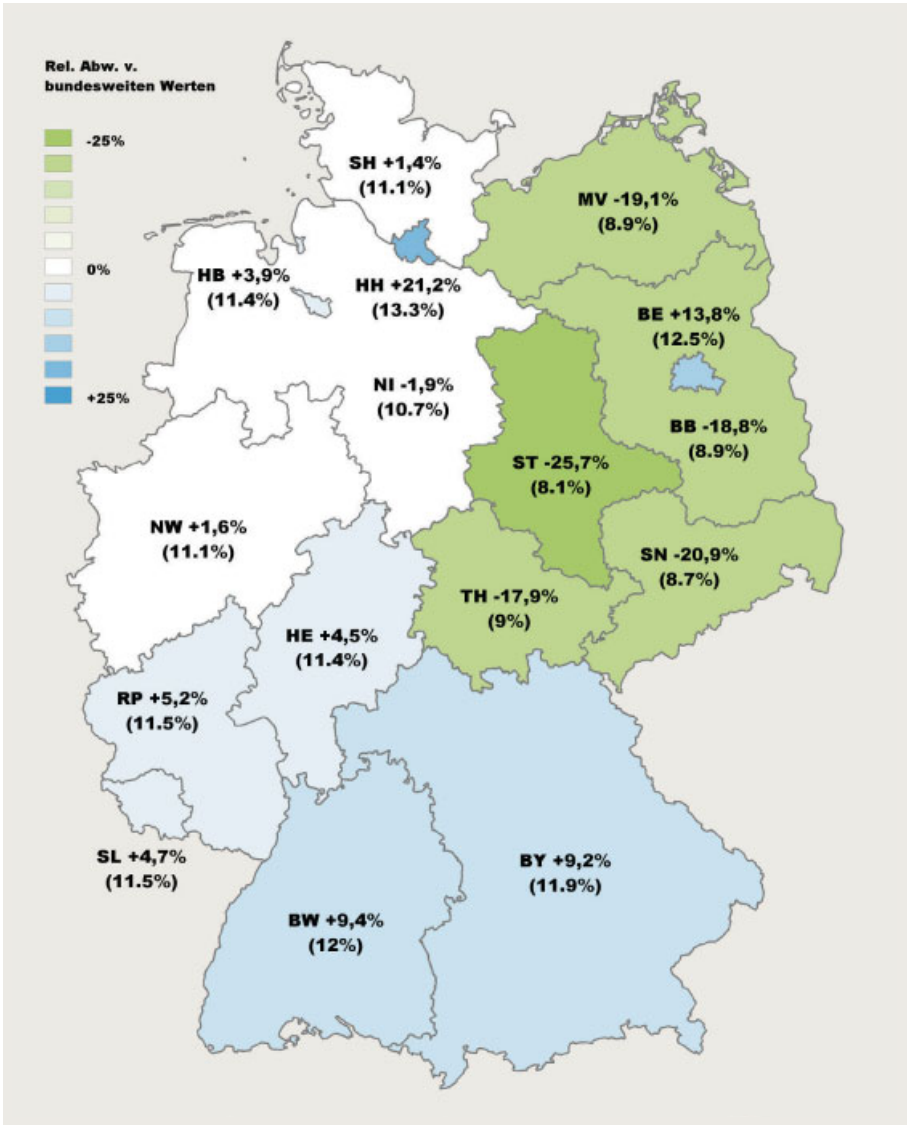 Rel. Abw. v.
bundesweiten Werten
-25%
0%
+25%
SH +1,4%
(11.1%)
MV -19,1%
(8.9%)
HB +3,9%
(11.4%)
HH +21,2%
(13.3%)
BE +13,8%
(12.5%)
NI -1,9%
(10.7%)
BB -18,8%
(8.9%)
ST -25,7%
(8.1%)
NW +1,6%
(11.1%)
SN -20,9%
(8.7%)
TH -17,9%
(9%)
HE +4,5%
(11.4%)
RP +5,2%
(11.5%)
SL +4,7%
(11.5%)
BY +9,2%
(11.9%)
BW +9,4%
(12%)